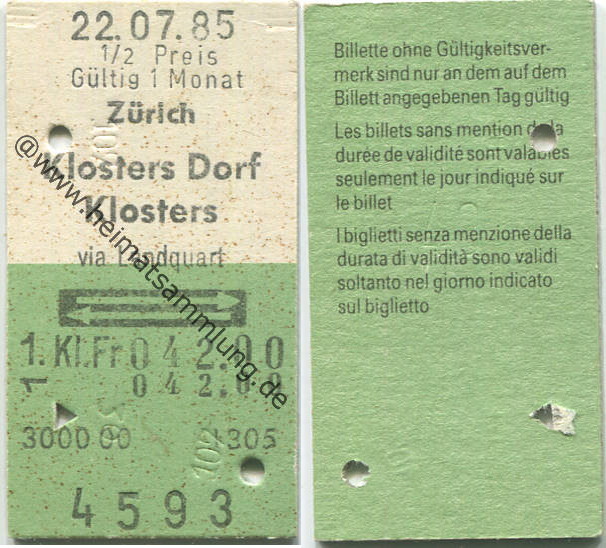 22.07.85
1/2 Preis
Gültig 1 Monat
Zürich
Klosters Dorf
Klosters
via Landquart
1. Kl.Fr 042.00
1 042.00
3000 00 1305
4593
@www.heimatsammlung.de
Billette ohne Gültigkeitsver-
merk sind nur an dem auf dem
Billett angegebenen Tag gültig
Les billets sans mention de la
durée de validité sont valables
seulement le jour indiqué sur
le billet
I biglietti senza menzione della
durata di validità sono validi
soltanto nel giorno indicato
sul biglietto